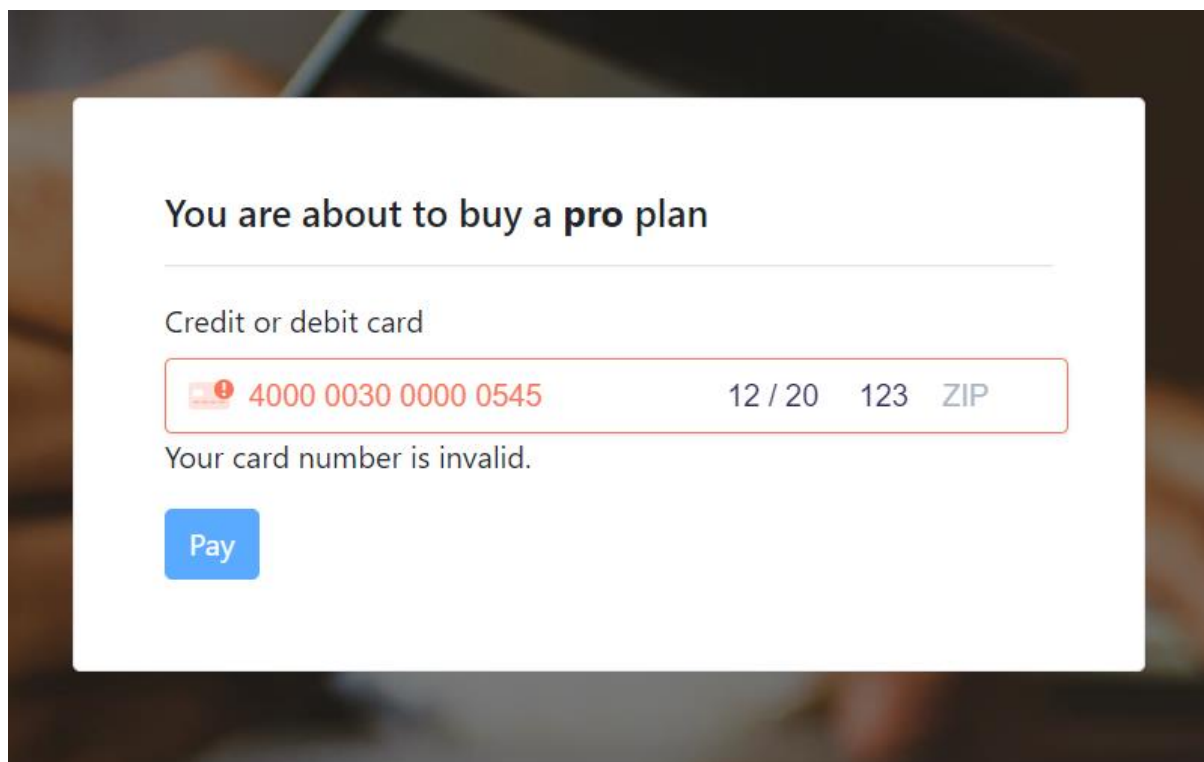 You are about to buy a pro plan
Credit or debit card
4000 0030 0000 0545 12 / 20 123 ZIP
Your card number is invalid.
Pay